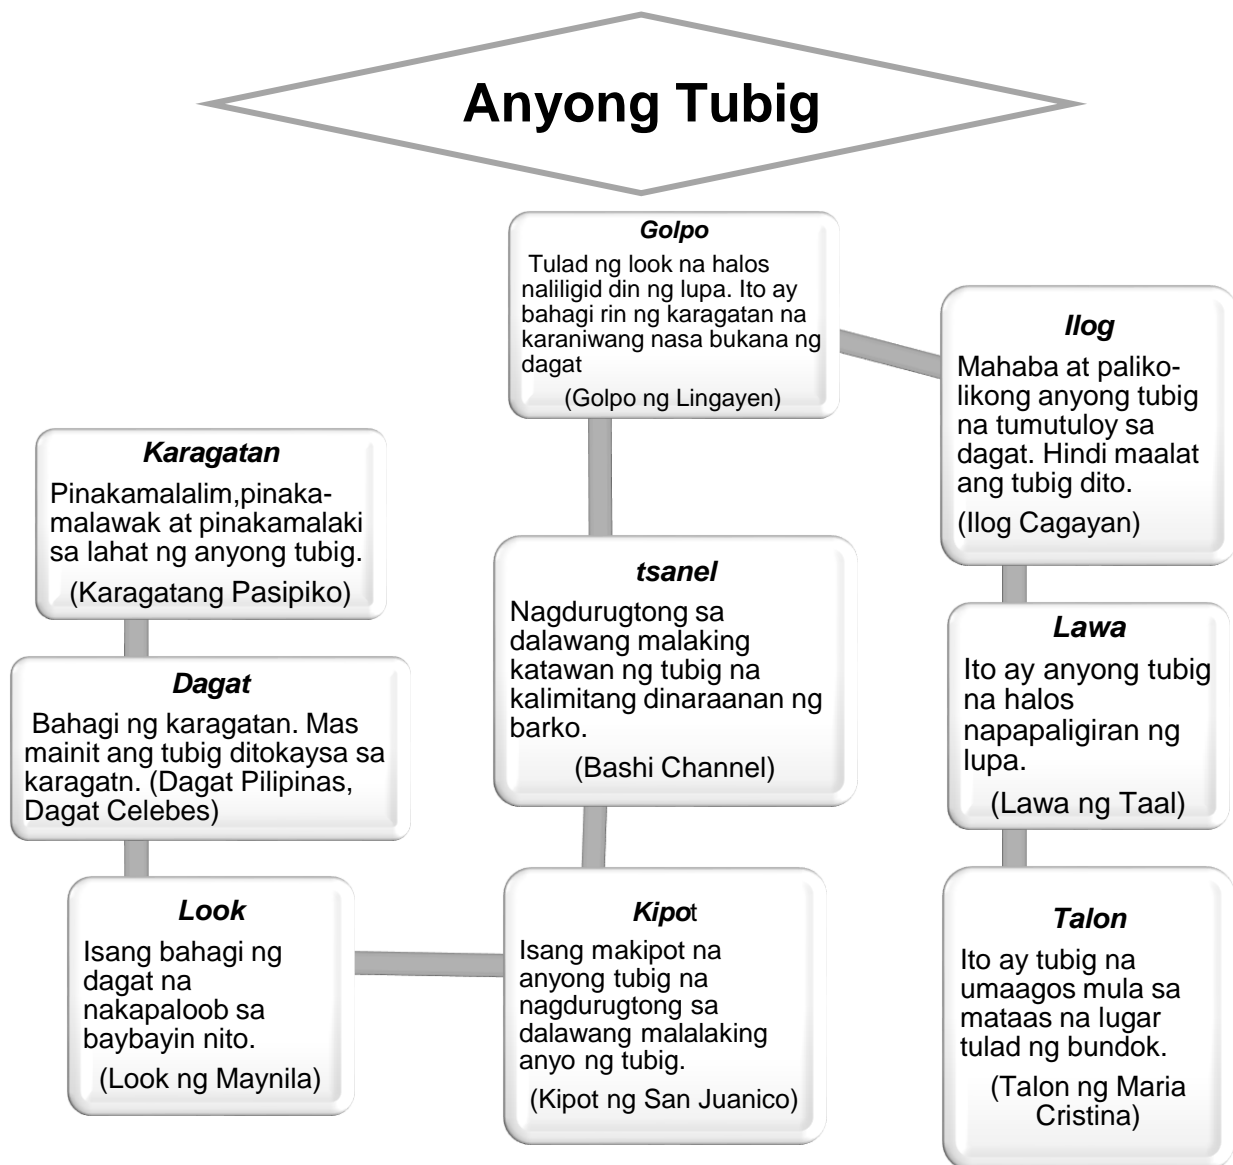 Anyong Tubig
Karagatan
Pinakamalalim,pinaka-
malawak at pinakamalaki
sa lahat ng anyong tubig.
(Karagatang Pasipiko)
Dagat
Bahagi ng karagatan. Mas
mainit ang tubig ditokaysa sa
karagatn. (Dagat Pilipinas,
Dagat Celebes)
Look
Isang bahagi ng
dagat na
nakapaloob sa
baybayin nito.
(Look ng Maynila)
Kipot
Isang makipot na
anyong tubig na
nagdurugtong sa
dalawang malalaking
anyo ng tubig.
(Kipot ng San Juanico)
tsanel
Nagdurugtong sa
dalawang malaking
katawan ng tubig na
kalimitang dinaraanan ng
barko.
(Bashi Channel)
Golpo
Tulad ng look na halos
naliligid din ng lupa. Ito ay
bahagi rin ng karagatan na
karaniwang nasa bukana ng
dagat
(Golpo ng Lingayen)
Ilog
Mahaba at paliko-
likong anyong tubig
na tumutuloy sa
dagat. Hindi maalat
ang tubig dito.
(Ilog Cagayan)
Lawa
Ito ay anyong tubig
na halos
napapaligiran ng
lupa.
(Lawa ng Taal)
Talon
Ito ay tubig na
umaagos mula sa
mataas na lugar
tulad ng bundok.
(Talon ng Maria
Cristina)